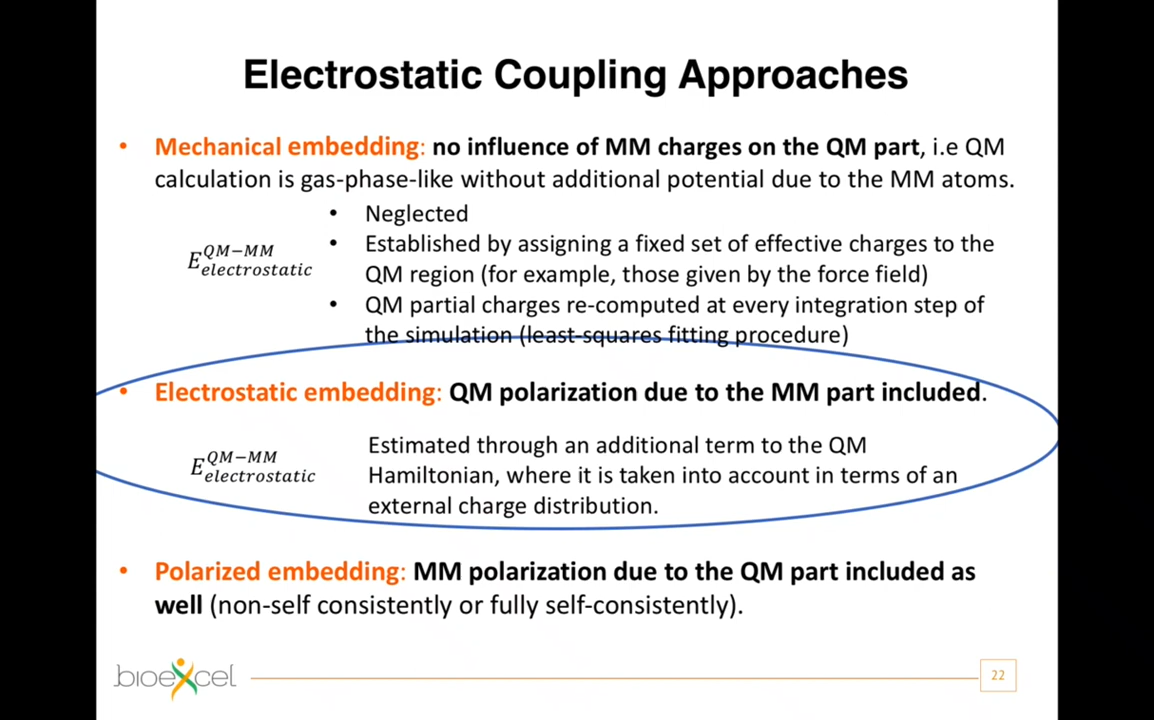 Electrostatic Coupling Approaches
• Mechanical embedding: no influence of MM charges on the QM part, i.e QM
calculation is gas-phase-like without additional potential due to the MM atoms.
• Neglected
E^{QM−MM}_{electrostatic}
• Established by assigning a fixed set of effective charges to the
QM region (for example, those given by the force field)
• QM partial charges re-computed at every integration step of
the simulation (least-squares fitting procedure)
• Electrostatic embedding: QM polarization due to the MM part included.
E^{QM−MM}_{electrostatic}
Estimated through an additional term to the QM
Hamiltonian, where it is taken into account in terms of an
external charge distribution.
• Polarized embedding: MM polarization due to the QM part included as
well (non-self consistently or fully self-consistently).
bioexcel
22